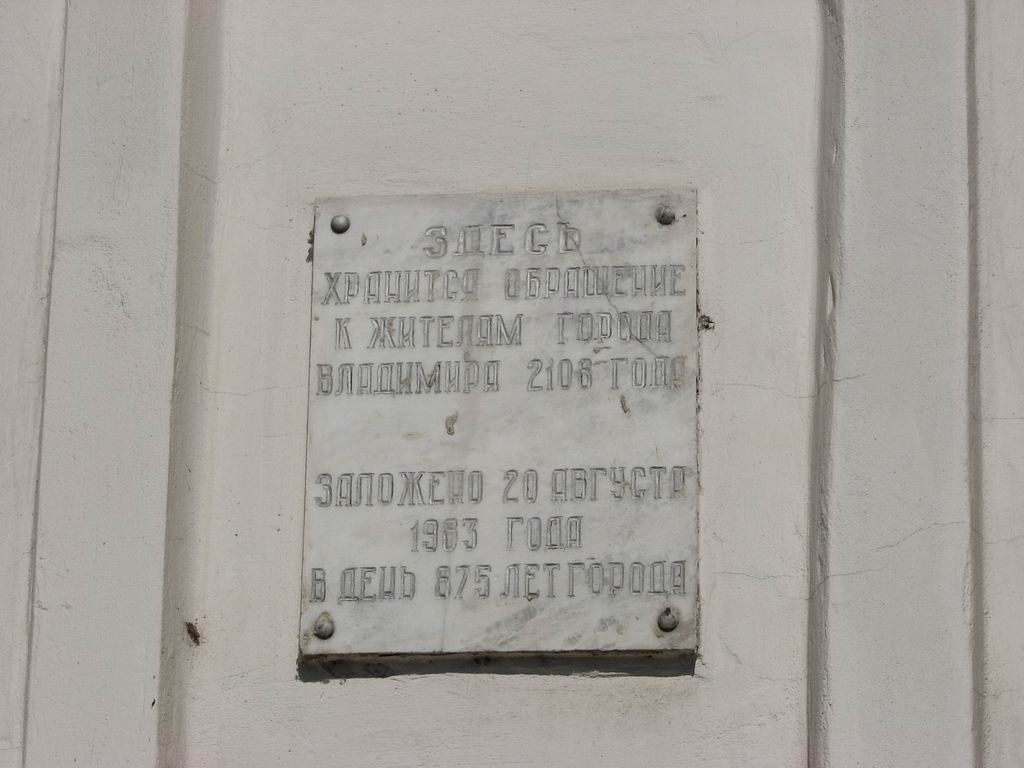 ЗДЕСЬ
ХРАНИТСЯ ОБРАЩЕНИЕ
К ЖИТЕЛЯМ ГОРОДА
ВЛАДИМИРА 2108 ГОДА
ЗАЛОЖЕНО 20 АВГУСТА
1983 ГОДА
В ДЕНЬ 875 ЛЕТ ГОРОДА